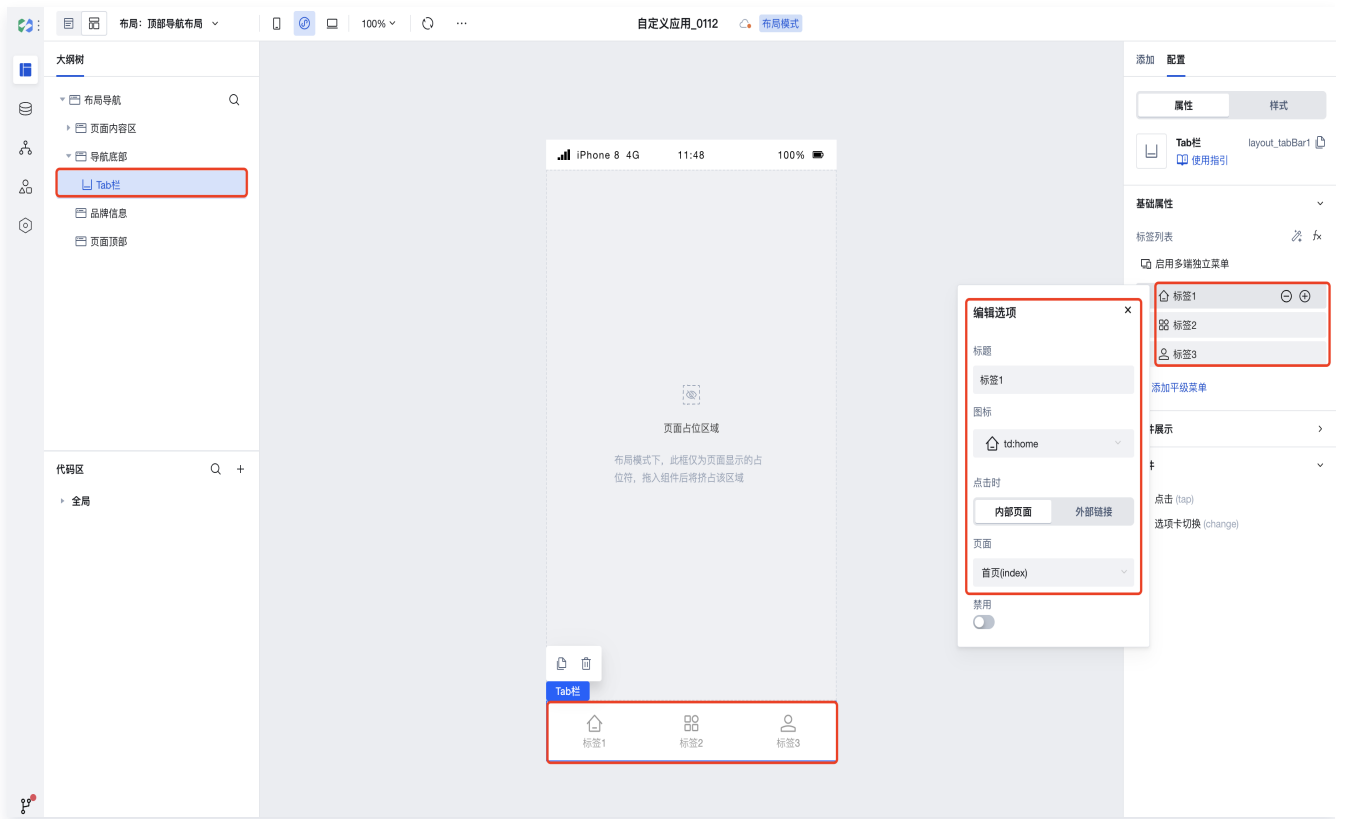 布局：顶部导航布局
100%
自定义应用_0112
布局模式
大纲树
布局导航
页面内容区
导航底部
Tab栏
品牌信息
页面顶部
代码区
全局
iPhone 8 4G
11:48
100%
页面占位区域
布局模式下，此框仅为页面显示的占
位符，拖入组件后将挤占该区域
Tab栏
标签1
标签2
标签3
编辑选项
标题
标签1
图标
td:home
点击时
内部页面
外部链接
页面
首页(index)
禁用
添加
配置
属性
样式
Tab栏
layout_tabBar1
使用指引
基础属性
标签列表
fx
启用多端独立菜单
标签1
标签2
标签3
添加平级菜单
展示
点击 (tap)
选项卡切换 (change)